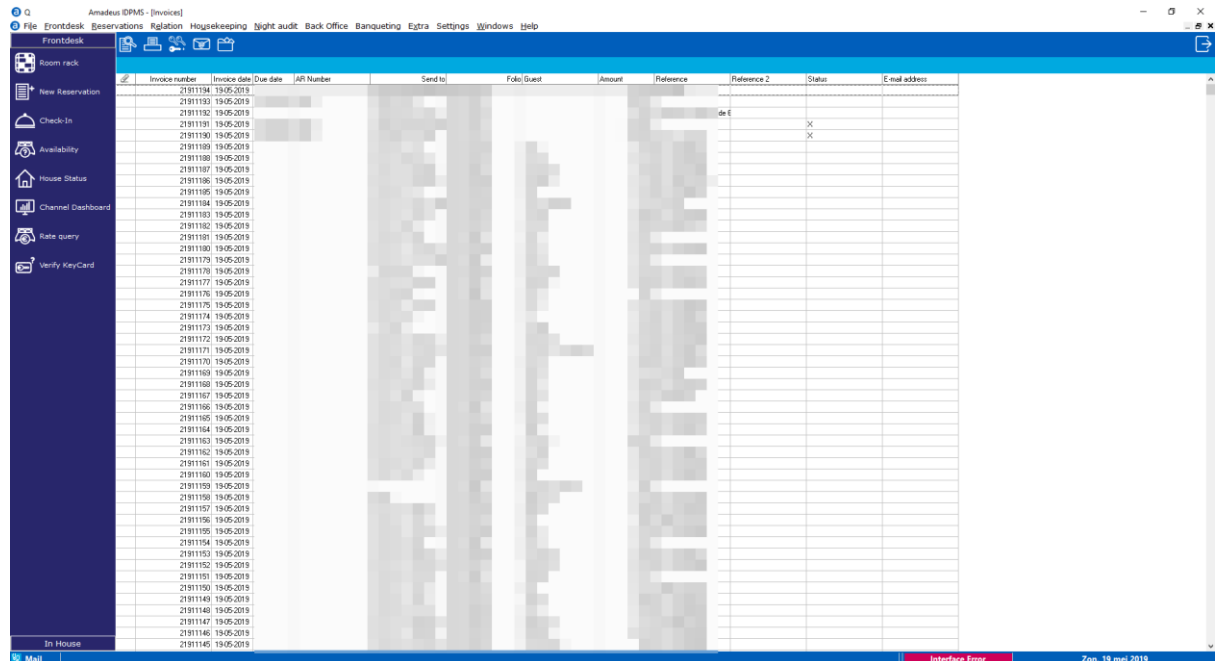 Q Amadeus IDPMS - [Invoices]
File Frontdesk Reservations Relation Housekeeping Night audit Back Office Banqueting Extra Settings Windows Help
Frontdesk
Room rack
New Reservation
Check-In
Availability
House Status
Channel Dashboard
Rate query
Verify KeyCard
In House
Invoice number Invoice date Due date AR Number Send to Folio Guest Amount Reference Reference 2 Status E-mail address
21911194 19-05-2019
21911193 19-05-2019
21911192 19-05-2019 de E
21911191 19-05-2019 X
21911190 19-05-2019 X
21911189 19-05-2019
21911188 19-05-2019
21911187 19-05-2019
21911186 19-05-2019
21911185 19-05-2019
21911184 19-05-2019
21911183 19-05-2019
21911182 19-05-2019
21911181 19-05-2019
21911180 19-05-2019
21911179 19-05-2019
21911178 19-05-2019
21911177 19-05-2019
21911176 19-05-2019
21911175 19-05-2019
21911174 19-05-2019
21911173 19-05-2019
21911172 19-05-2019
21911171 19-05-2019
21911170 19-05-2019
21911169 19-05-2019
21911168 19-05-2019
21911167 19-05-2019
21911166 19-05-2019
21911165 19-05-2019
21911164 19-05-2019
21911163 19-05-2019
21911162 19-05-2019
21911161 19-05-2019
21911160 19-05-2019
21911159 19-05-2019
21911158 19-05-2019
21911157 19-05-2019
21911156 19-05-2019
21911155 19-05-2019
21911154 19-05-2019
21911153 19-05-2019
21911152 19-05-2019
21911151 19-05-2019
21911150 19-05-2019
21911149 19-05-2019
21911148 19-05-2019
21911147 19-05-2019
21911146 19-05-2019
21911145 19-05-2019
Mail Interface Error Zon, 19 mei 2019